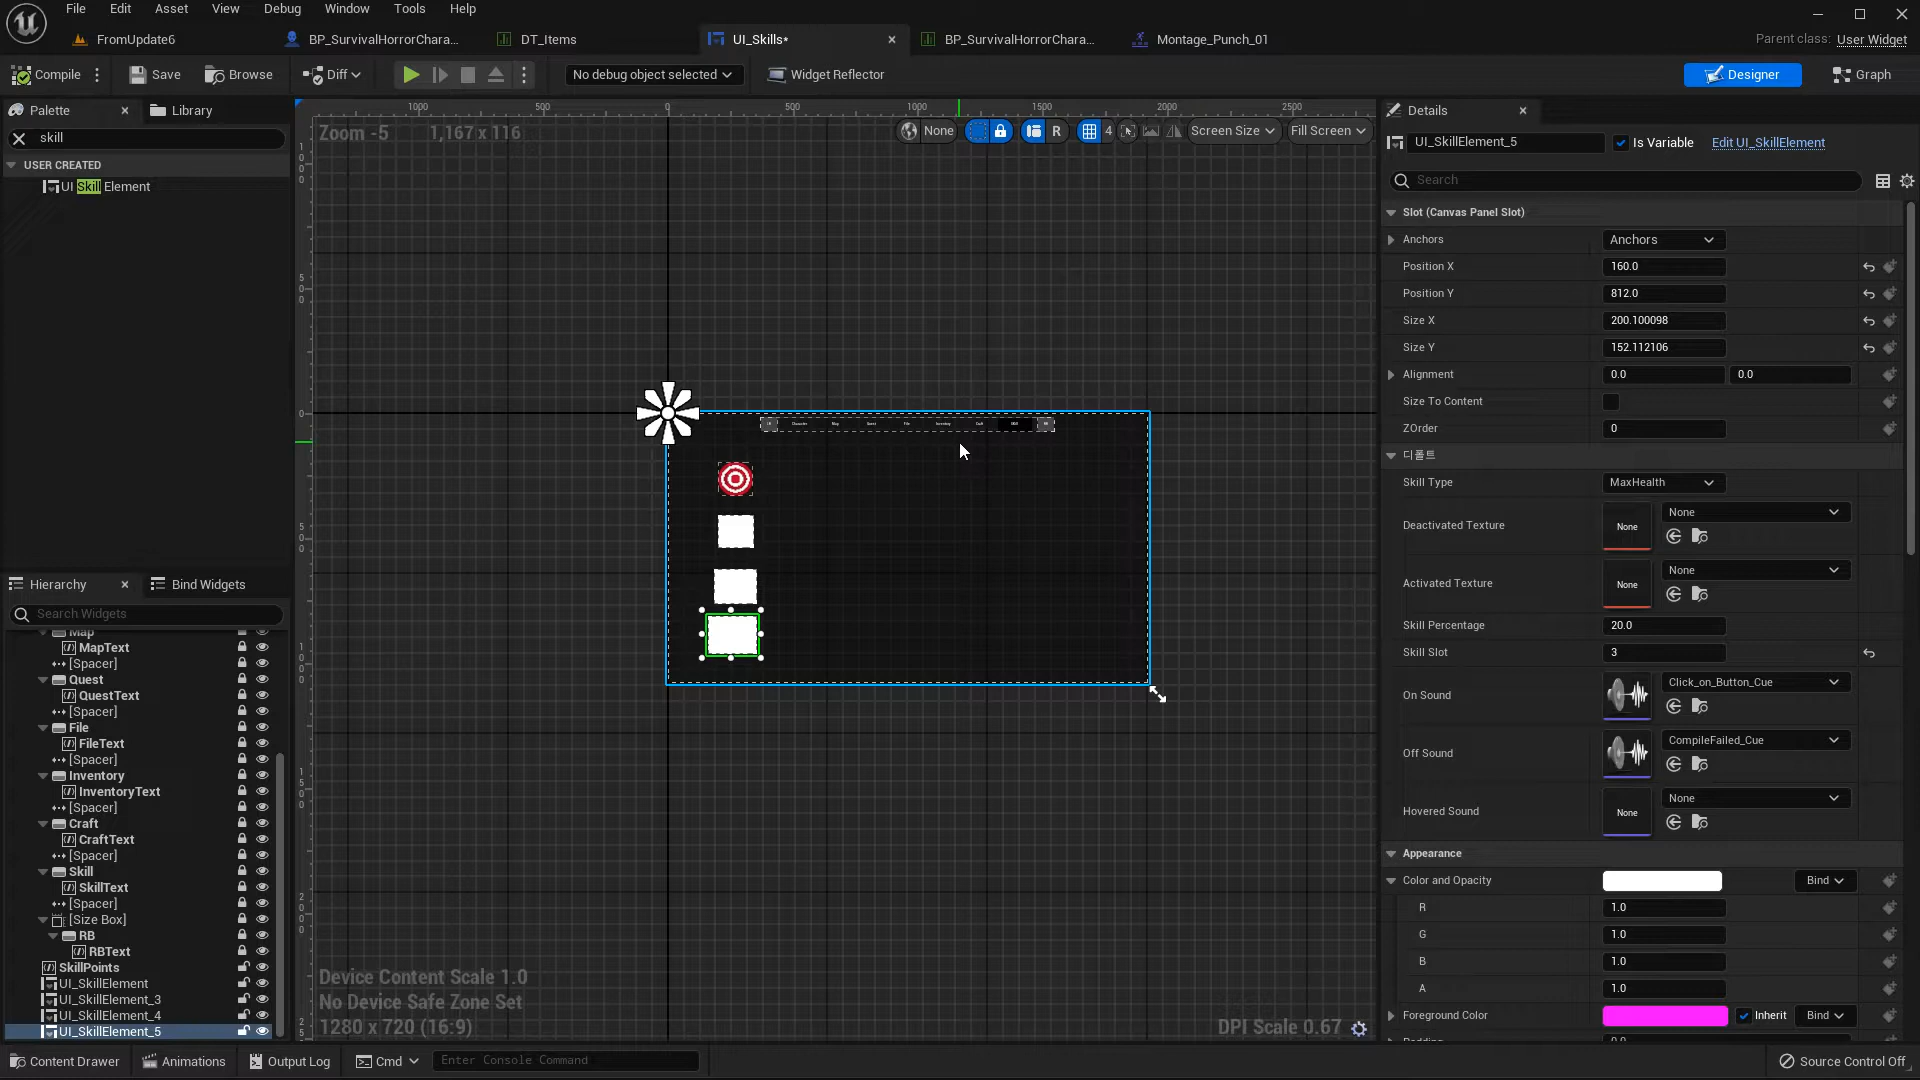 File Edit Asset View Debug Window Tools Help
FromUpdate6 BP_SurvivalHorrorChara... DT_Items UI_Skills* BP_SurvivalHorrorChara... Montage_Punch_01 Parent class: User Widget
Compile Save Browse Diff No debug object selected Widget Reflector Designer Graph
Palette Library
skill
USER CREATED
UI Skill Element
Hierarchy Bind Widgets
Search Widgets
Map
MapText
[Spacer]
Quest
QuestText
[Spacer]
File
FileText
[Spacer]
Inventory
InventoryText
[Spacer]
Craft
CraftText
[Spacer]
Skill
SkillText
[Spacer]
[Size Box]
RB
RBText
SkillPoints
UI_SkillElement
UI_SkillElement_3
UI_SkillElement_4
UI_SkillElement_5
1000 500 0 500 1000 1500 2000 2500
Zoom -5 1,167 x 116 None R 4 Screen Size Fill Screen
Device Content Scale 1.0
No Device Safe Zone Set
1280 x 720 (16:9) DPI Scale 0.67
Details
UI_SkillElement_5 Is Variable Edit UI_SkillElement
Search
Slot (Canvas Panel Slot)
Anchors Anchors
Position X 160.0
Position Y 812.0
Size X 200.100098
Size Y 152.112106
Alignment 0.0 0.0
Size To Content
ZOrder 0
디폴트
Skill Type MaxHealth
Deactivated Texture None None
Activated Texture None None
Skill Percentage 20.0
Skill Slot 3
On Sound Click_on_Button_Cue
Off Sound CompileFailed_Cue
Hovered Sound None None
Appearance
Color and Opacity Bind
R 1.0
G 1.0
B 1.0
A 1.0
Foreground Color Inherit Bind
Content Drawer Animations Output Log Cmd Enter Console Command Source Control Off